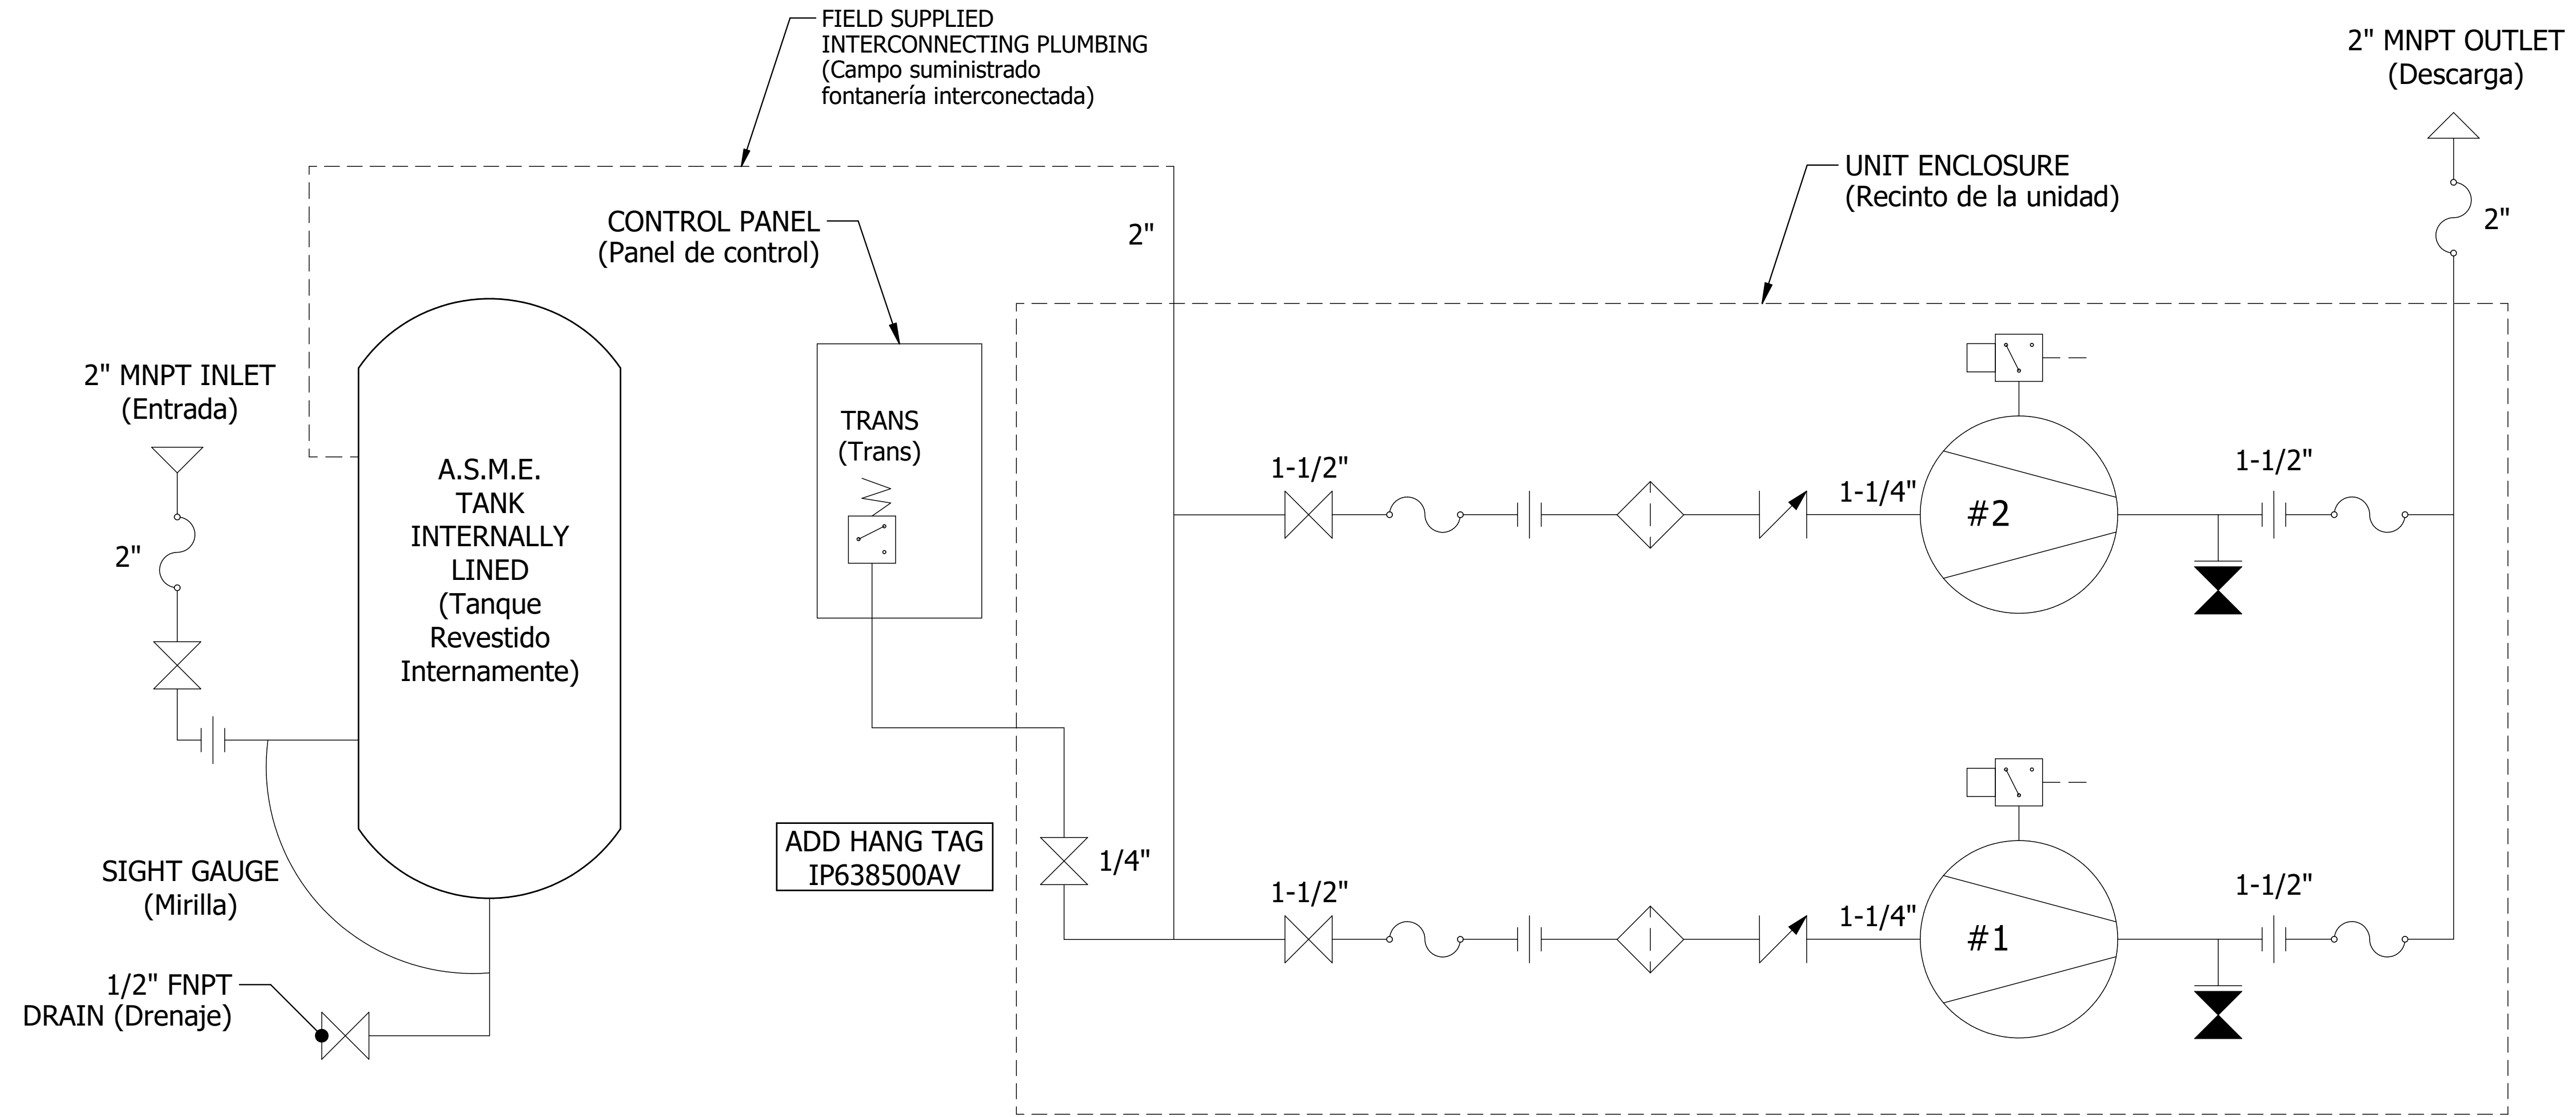 FIELD SUPPLIED
INTERCONNECTING PLUMBING
(Campo suministrado
fontanería interconectada)
2" MNPT OUTLET
(Descarga)
UNIT ENCLOSURE
(Recinto de la unidad)
CONTROL PANEL
(Panel de control)
2"
2"
2" MNPT INLET
(Entrada)
TRANS
(Trans)
A.S.M.E.
TANK
INTERNALLY
LINED
(Tanque
Revestido
Internamente)
2"
1-1/2"
1-1/4"
#2
1-1/2"
ADD HANG TAG
IP638500AV
1/4"
SIGHT GAUGE
(Mirilla)
1-1/2"
1-1/4"
#1
1-1/2"
1/2" FNPT
DRAIN (Drenaje)